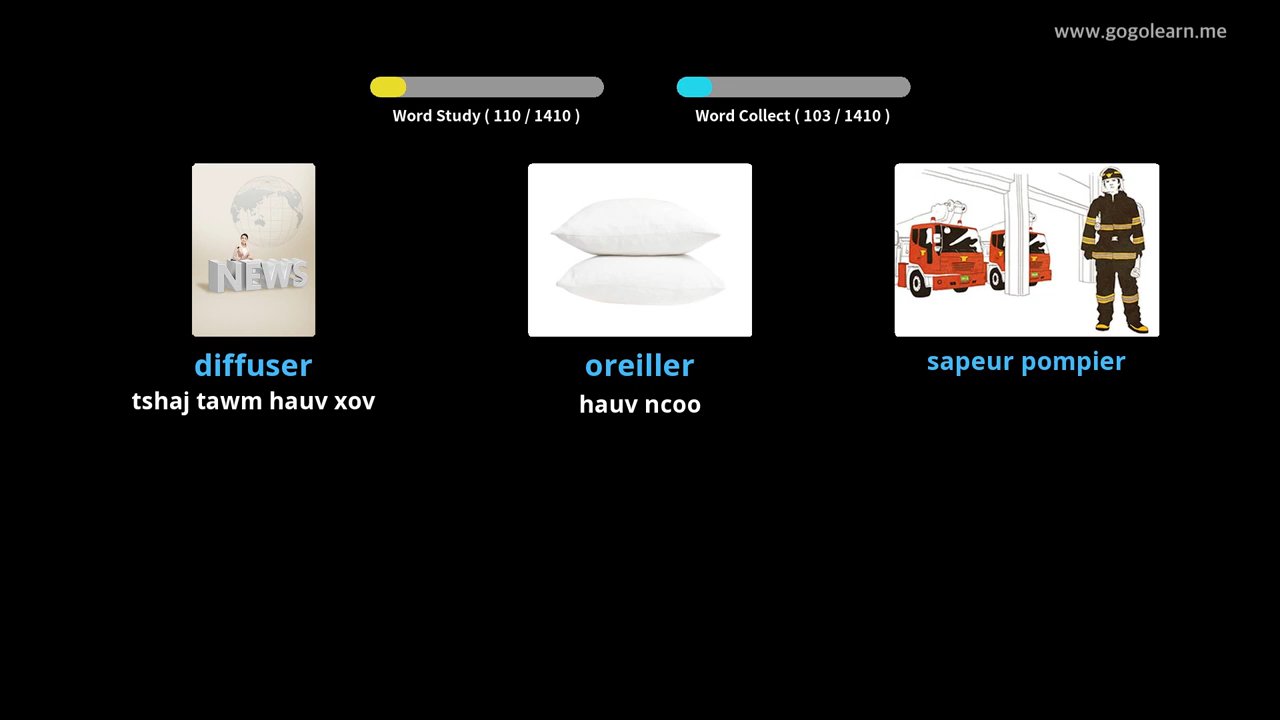 www.gogolearn.me
Word Study ( 110 / 1410 )
Word Collect ( 103 / 1410 )
NEWS
diffuser
tshaj tawm hauv xov
oreiller
hauv ncoo
sapeur pompier